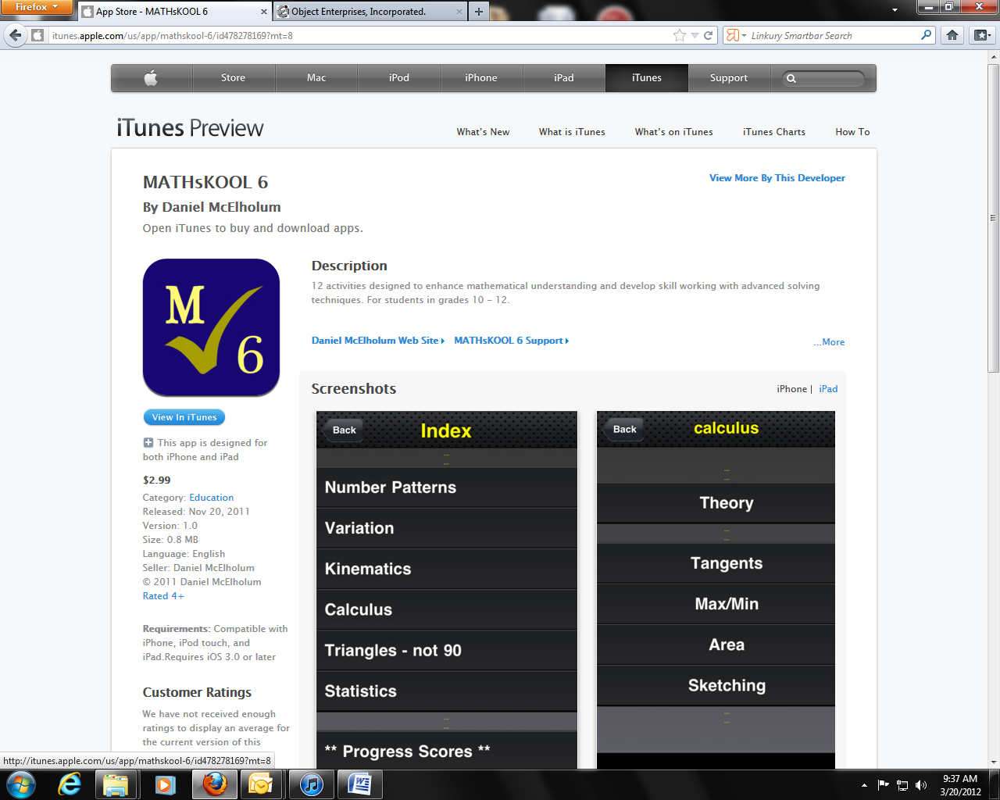 Firefox
App Store - MATHsKOOL 6
Object Enterprises, Incorporated.
itunes.apple.com/us/app/mathskool-6/id478278169?mt=8
Linkury Smartbar Search
Store Mac iPod iPhone iPad iTunes Support
iTunes Preview
What's New What is iTunes What's on iTunes iTunes Charts How To
MATHsKOOL 6
View More By This Developer
By Daniel McElholum
Open iTunes to buy and download apps.
M 6
View In iTunes
This app is designed for
both iPhone and iPad
$2.99
Category: Education
Released: Nov 20, 2011
Version: 1.0
Size: 0.8 MB
Language: English
Seller: Daniel McElholum
© 2011 Daniel McElholum
Rated 4+
Requirements: Compatible with
iPhone, iPod touch, and
iPad.Requires iOS 3.0 or later
Customer Ratings
We have not received enough
ratings to display an average for
the current version of this
Description
12 activities designed to enhance mathematical understanding and develop skill working with advanced solving
techniques. For students in grades 10 - 12.
Daniel McElholum Web Site MATHsKOOL 6 Support
...More
Screenshots
iPhone | iPad
Back Index
...
...
Number Patterns
Variation
Kinematics
Calculus
Triangles - not 90
Statistics
...
...
** Progress Scores **
Back calculus
...
...
Theory
...
...
Tangents
Max/Min
Area
Sketching
...
...
http://itunes.apple.com/us/app/mathskool-6/id478278169?mt=8
9:37 AM
3/20/2012